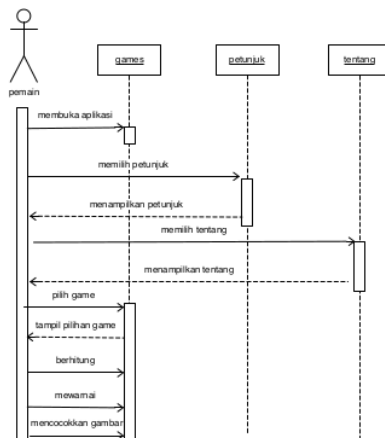 games
petunjuk
tentang
pemain
membuka aplikasi
memilih petunjuk
menampilkan petunjuk
memilih tentang
menampilkan tentang
pilih game
tampil pilihan game
berhitung
mewarnai
mencocokkan gambar